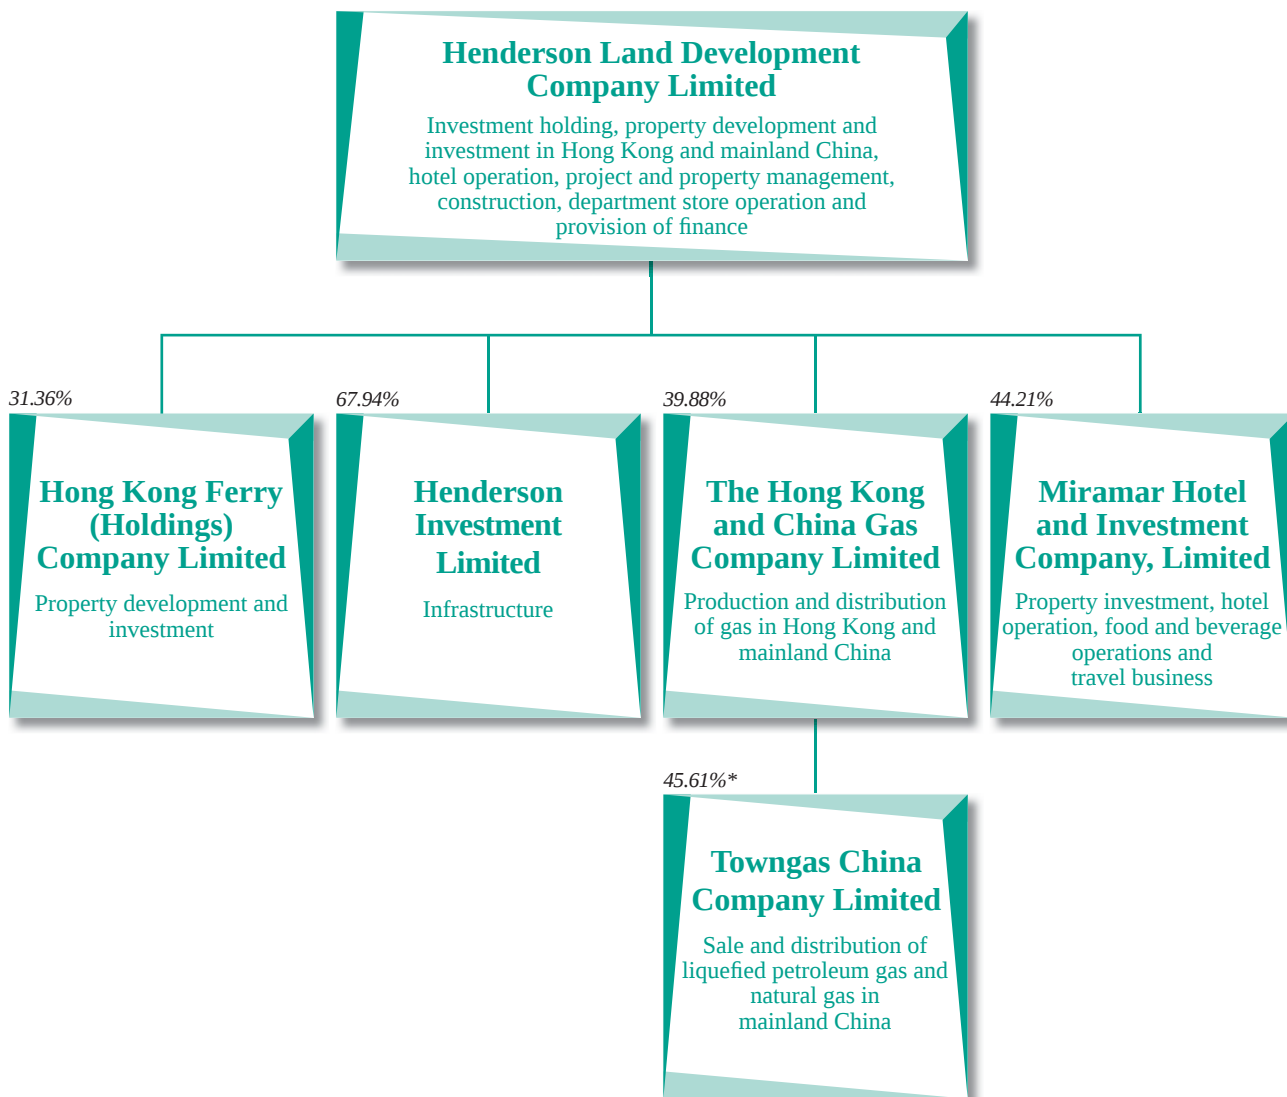 Henderson Land Development
Company Limited
Investment holding, property development and
investment in Hong Kong and mainland China,
hotel operation, project and property management,
construction, department store operation and
provision of finance
31.36%
Hong Kong Ferry
(Holdings)
Company Limited
Property development and
investment
67.94%
Henderson
Investment
Limited
Infrastructure
39.88%
The Hong Kong
and China Gas
Company Limited
Production and distribution
of gas in Hong Kong and
mainland China
44.21%
Miramar Hotel
and Investment
Company, Limited
Property investment, hotel
operation, food and beverage
operations and
travel business
45.61%*
Towngas China
Company Limited
Sale and distribution of
liquefied petroleum gas and
natural gas in
mainland China